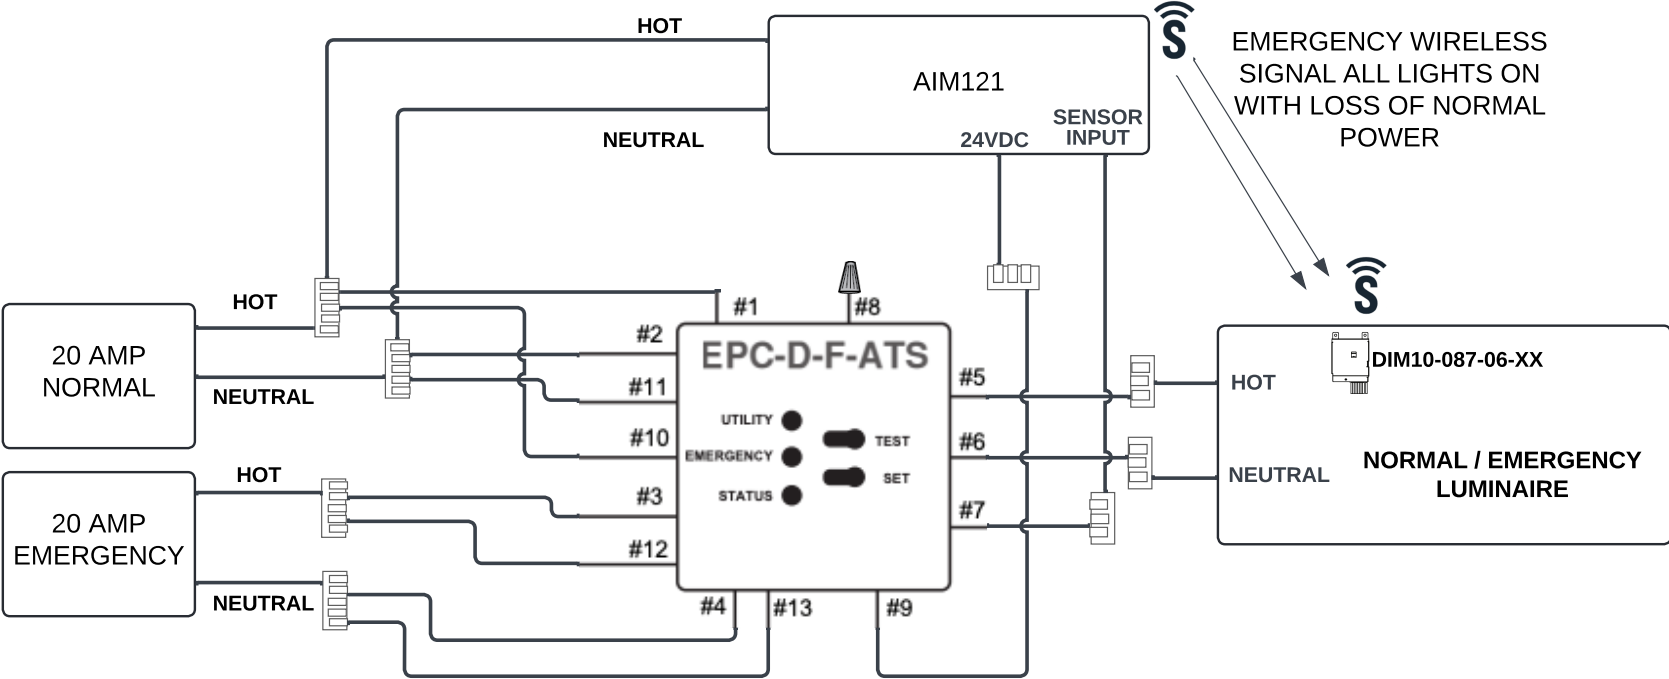 HOT
NEUTRAL
AIM121
24VDC
SENSOR
INPUT
S
EMERGENCY WIRELESS
SIGNAL ALL LIGHTS ON
WITH LOSS OF NORMAL
POWER
20 AMP
NORMAL
HOT
NEUTRAL
20 AMP
EMERGENCY
HOT
NEUTRAL
#1
#8
#2
#11
#10
#3
#12
#4
#13
#9
#5
#6
#7
EPC-D-F-ATS
UTILITY
EMERGENCY
STATUS
TEST
SET
S
DIM10-087-06-XX
HOT
NEUTRAL
NORMAL / EMERGENCY
LUMINAIRE